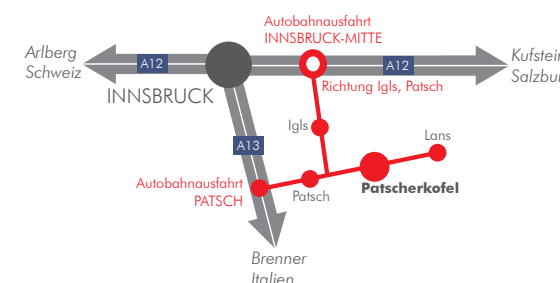 Autobahnausfahrt
INNSBRUCK-MITTE
Arlberg
Schweiz
A12
A12
Kufstein
Salzbu
INNSBRUCK
Richtung Igls, Patsch
Igls
Lans
A13
Autobahnausfahrt
PATSCH
Patsch
Patscherkofel
Brenner
Italien